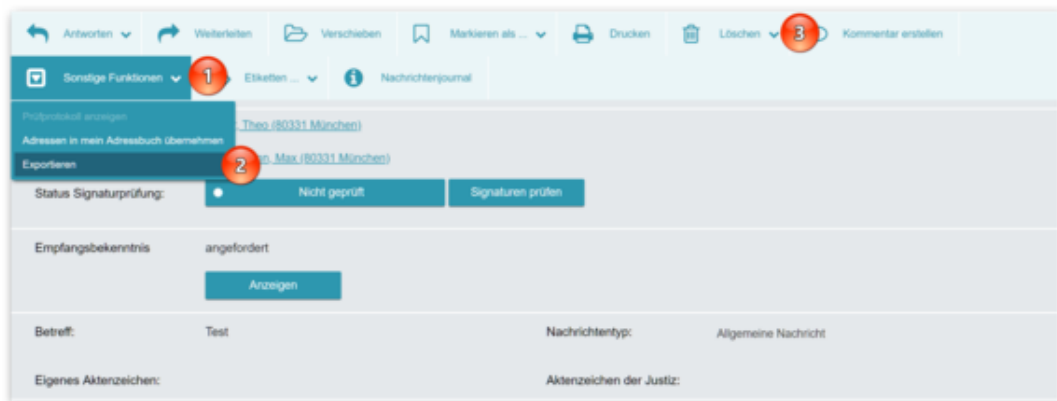 Antworten Weiterleiten Verschieben Markieren als ... Drucken Löschen 3 Kommentar erstellen
Sonstige Funktionen 1 Etiketten ... Nachrichtenjournal
Prüfprotokoll anzeigen
Theo (80331 München)
Adressen in mein Adressbuch übernehmen
Exportieren 2 Max (80331 München)
Status Signaturprüfung: Nicht geprüft Signaturen prüfen
Empfangsbekenntnis angefordert
Anzeigen
Betreff: Test Nachrichtentyp: Allgemeine Nachricht
Eigenes Aktenzeichen: Aktenzeichen der Justiz: